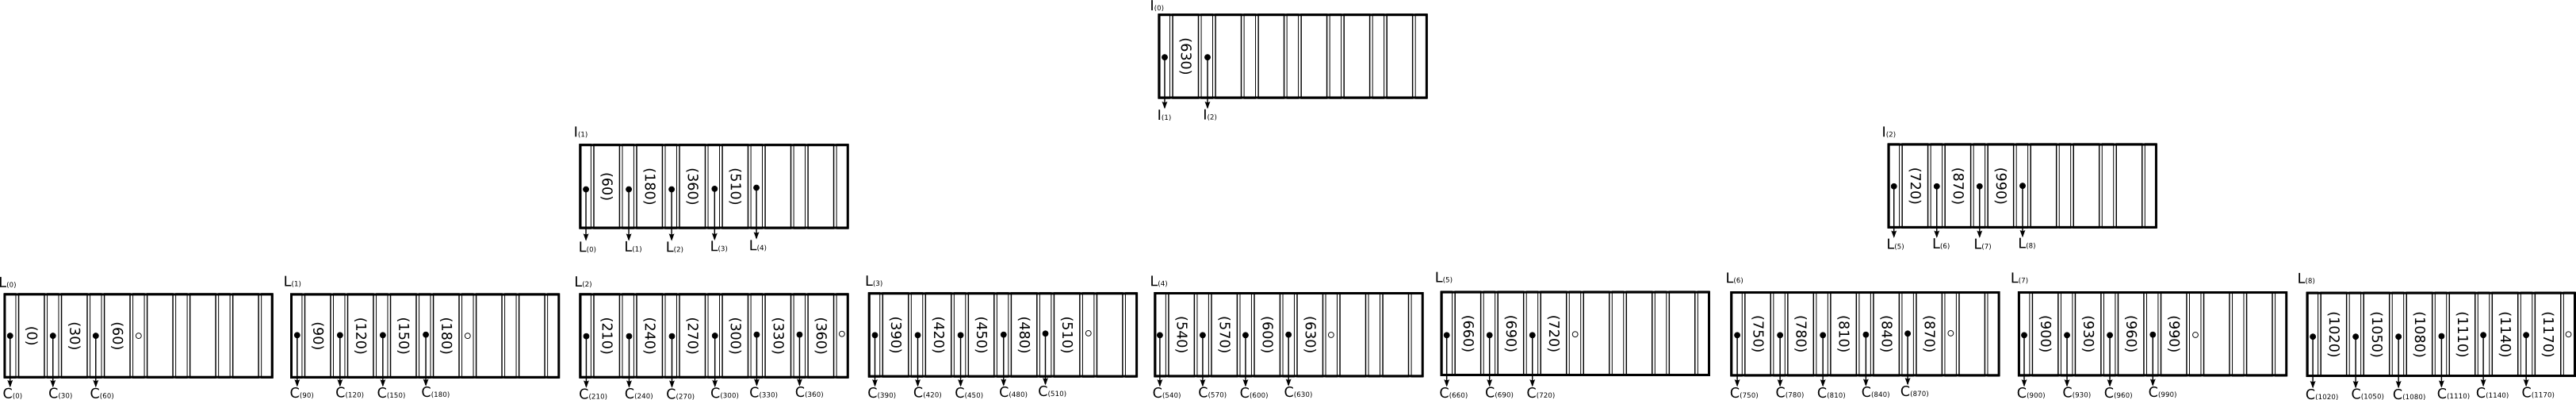 I(0)
(630)
I(1) I(2)
I(1) I(2)
(60) (180) (360) (510) (720) (870) (990)
L(0) L(1) L(2) L(3) L(4) L(5) L(6) L(7) L(8)
L(0) L(1) L(2) L(3) L(4) L(5) L(6) L(7) L(8)
(0) (30) (60) (90) (120) (150) (180) (210) (240) (270) (300) (330) (360) (390) (420) (450) (480) (510) (540) (570) (600) (630) (660) (690) (720) (750) (780) (810) (840) (870) (900) (930) (960) (990) (1020) (1050) (1080) (1110) (1140) (1170)
C(0) C(30) C(60) C(90) C(120) C(150) C(180) C(210) C(240) C(270) C(300) C(330) C(360) C(390) C(420) C(450) C(480) C(510) C(540) C(570) C(600) C(630) C(660) C(690) C(720) C(750) C(780) C(810) C(840) C(870) C(900) C(930) C(960) C(990) C(1020) C(1050) C(1080) C(1110) C(1140) C(1170)